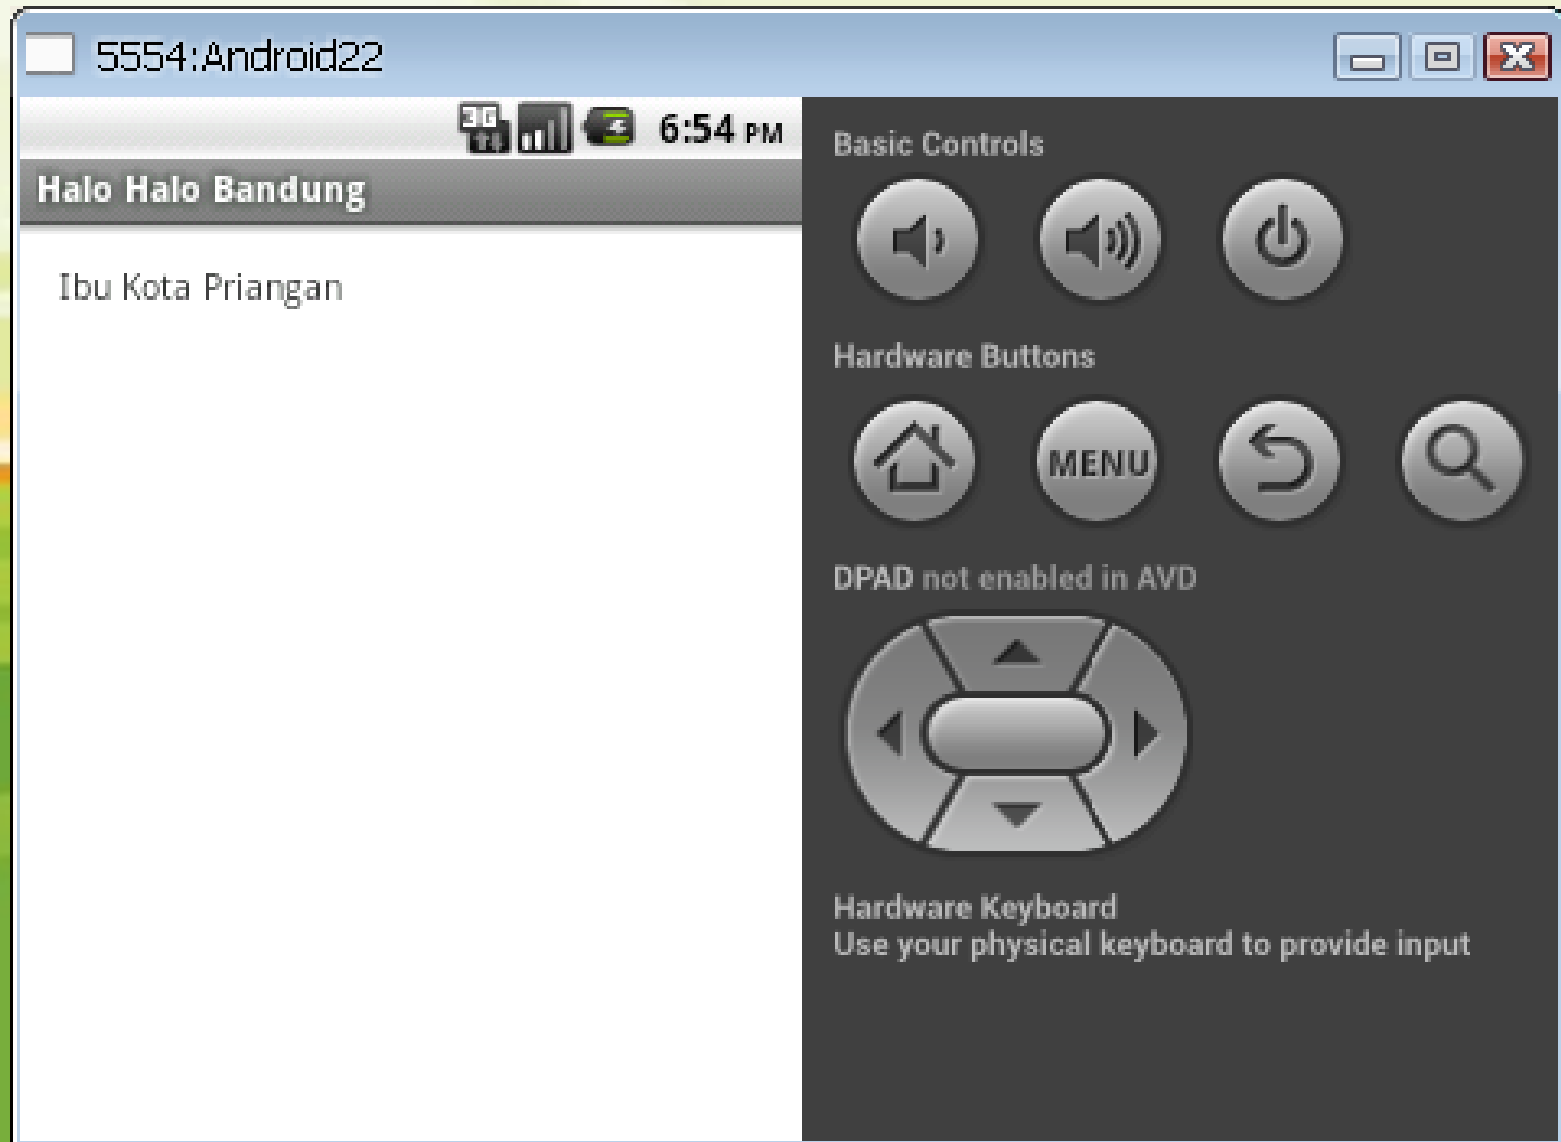 5554:Android22
3G 6:54 PM
Halo Halo Bandung
Ibu Kota Priangan
Basic Controls
Hardware Buttons
MENU
DPAD not enabled in AVD
Hardware Keyboard
Use your physical keyboard to provide input